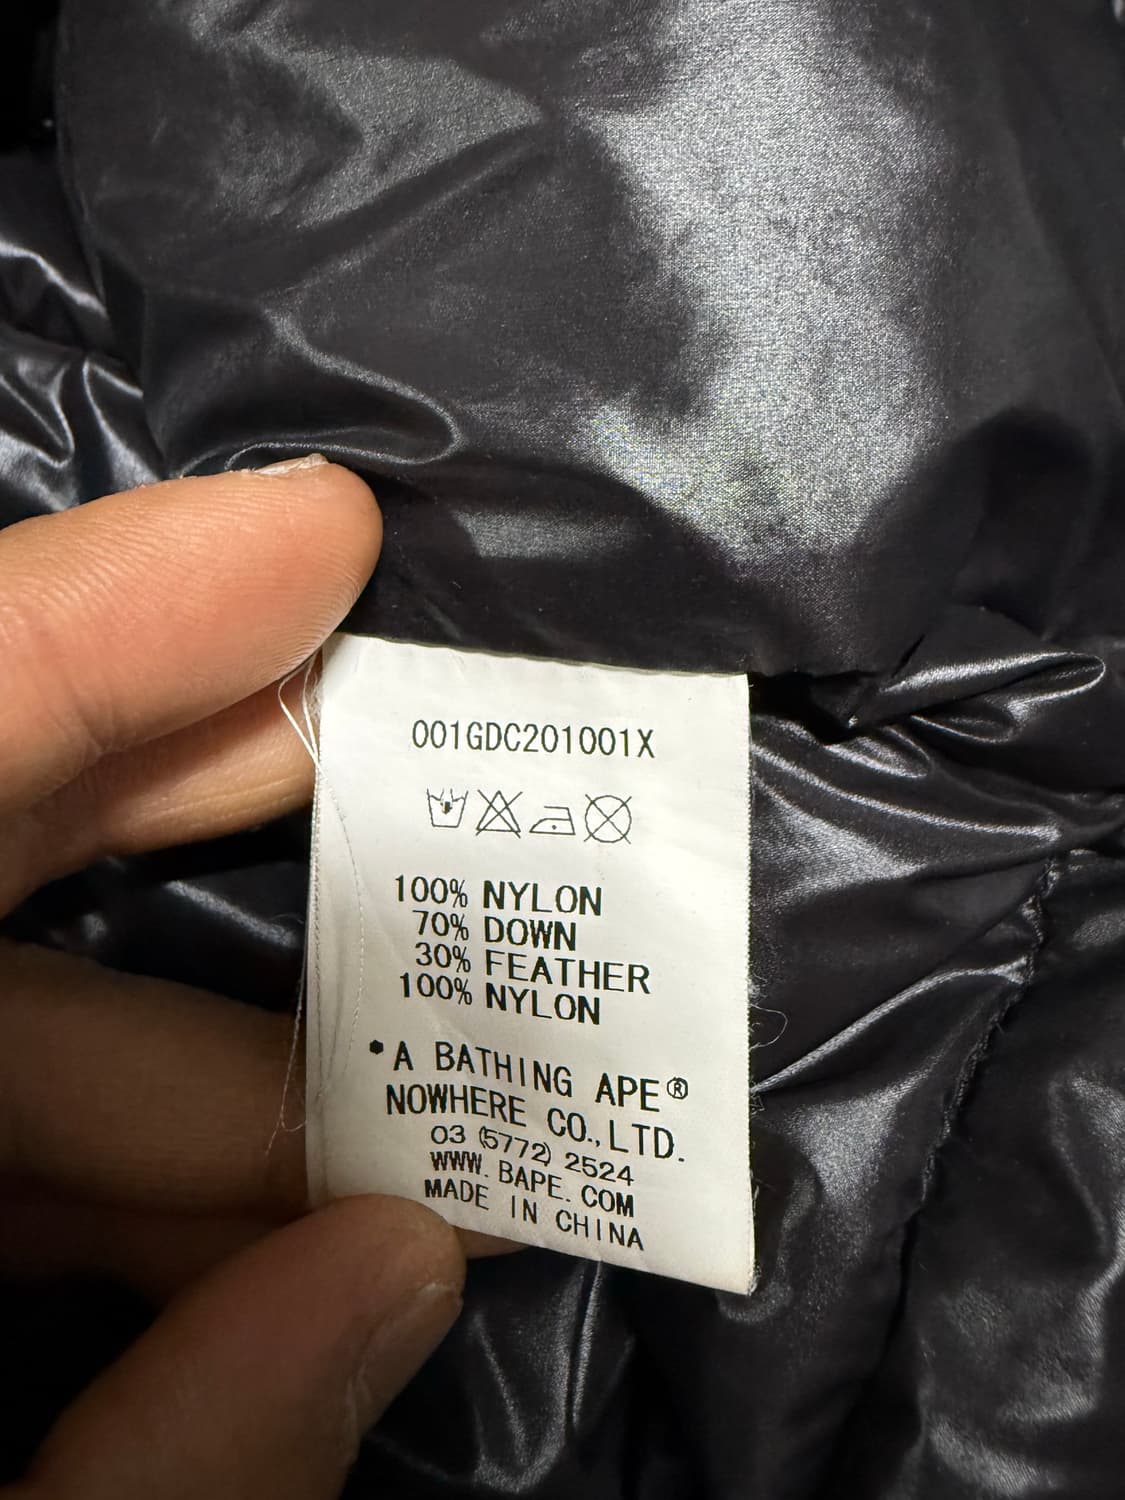 001GDC201001X
100% NYLON
70% DOWN
30% FEATHER
100% NYLON
•A BATHING APE®
NOWHERE CO.,LTD.
03 (5772) 2524
WWW. BAPE. COM
MADE IN CHINA